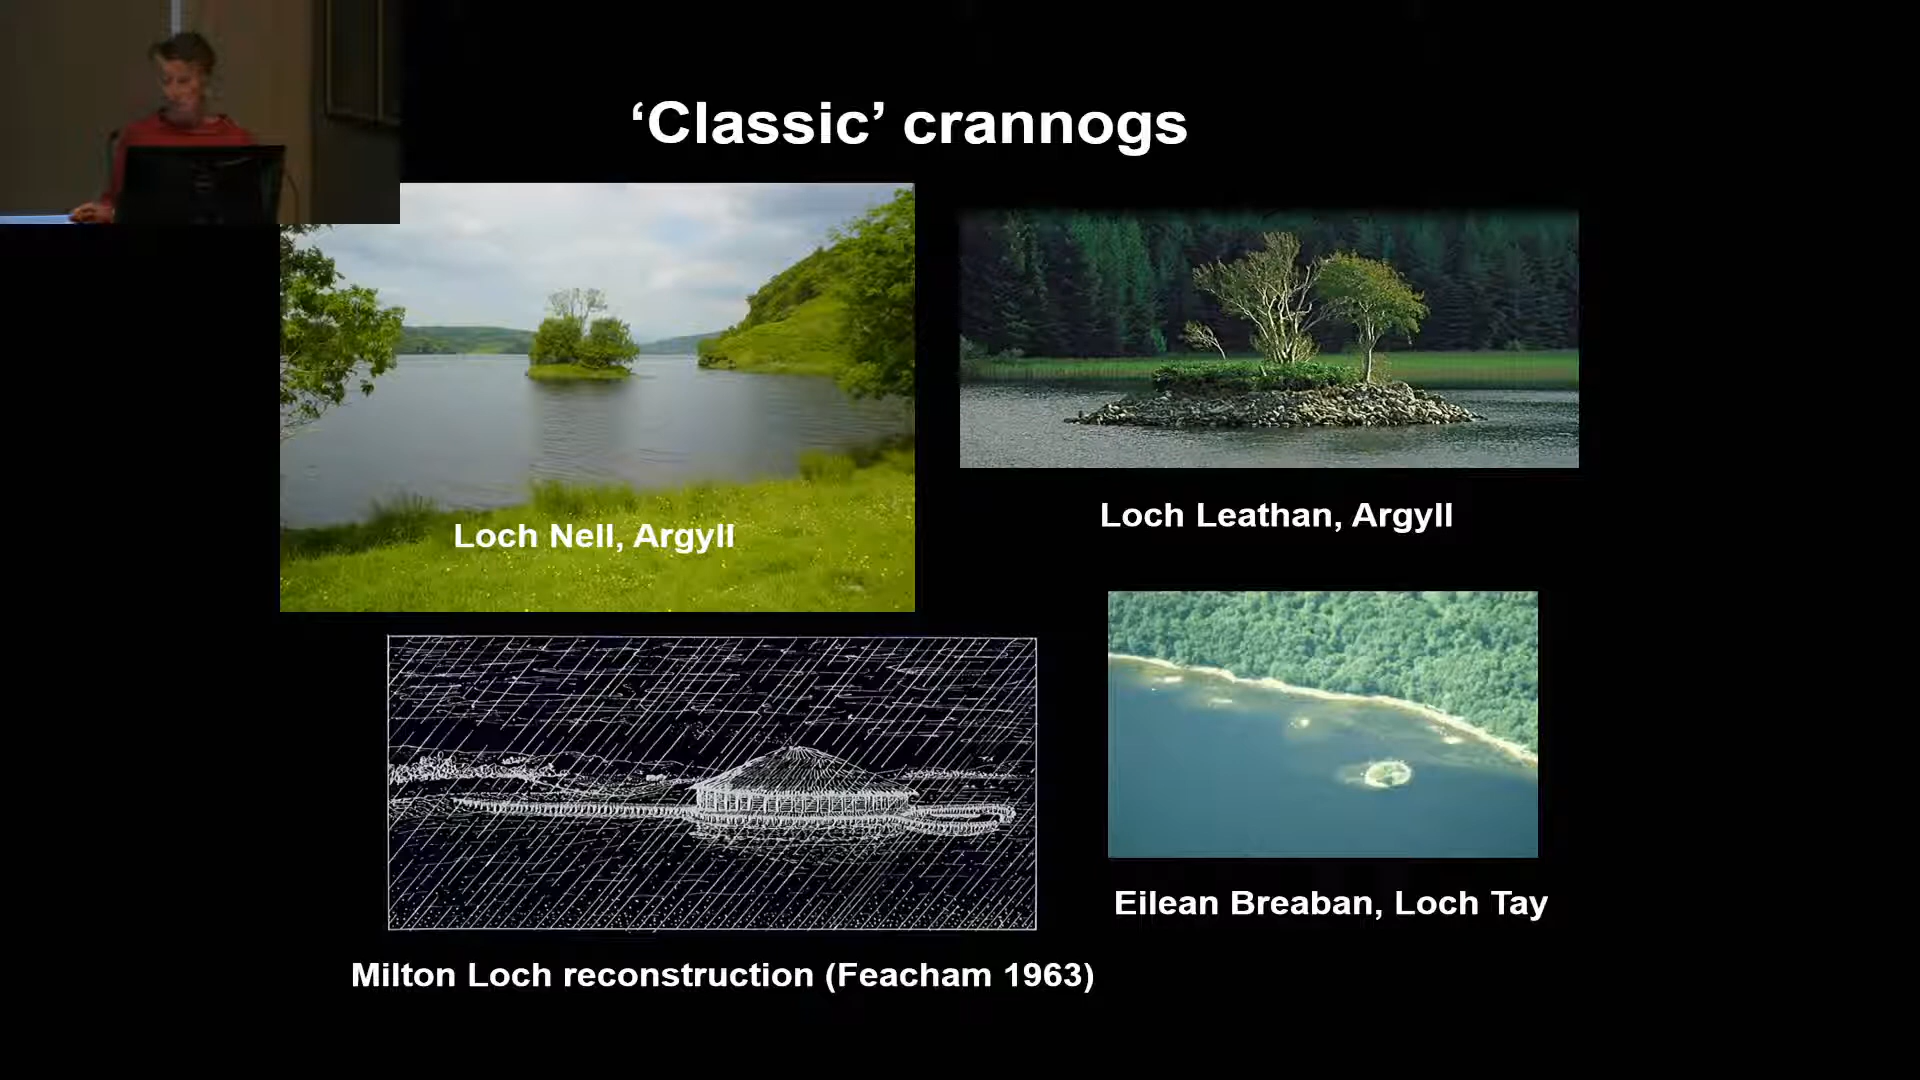 ‘Classic’ crannogs
Loch Nell, Argyll
Loch Leathan, Argyll
Eilean Breaban, Loch Tay
Milton Loch reconstruction (Feacham 1963)